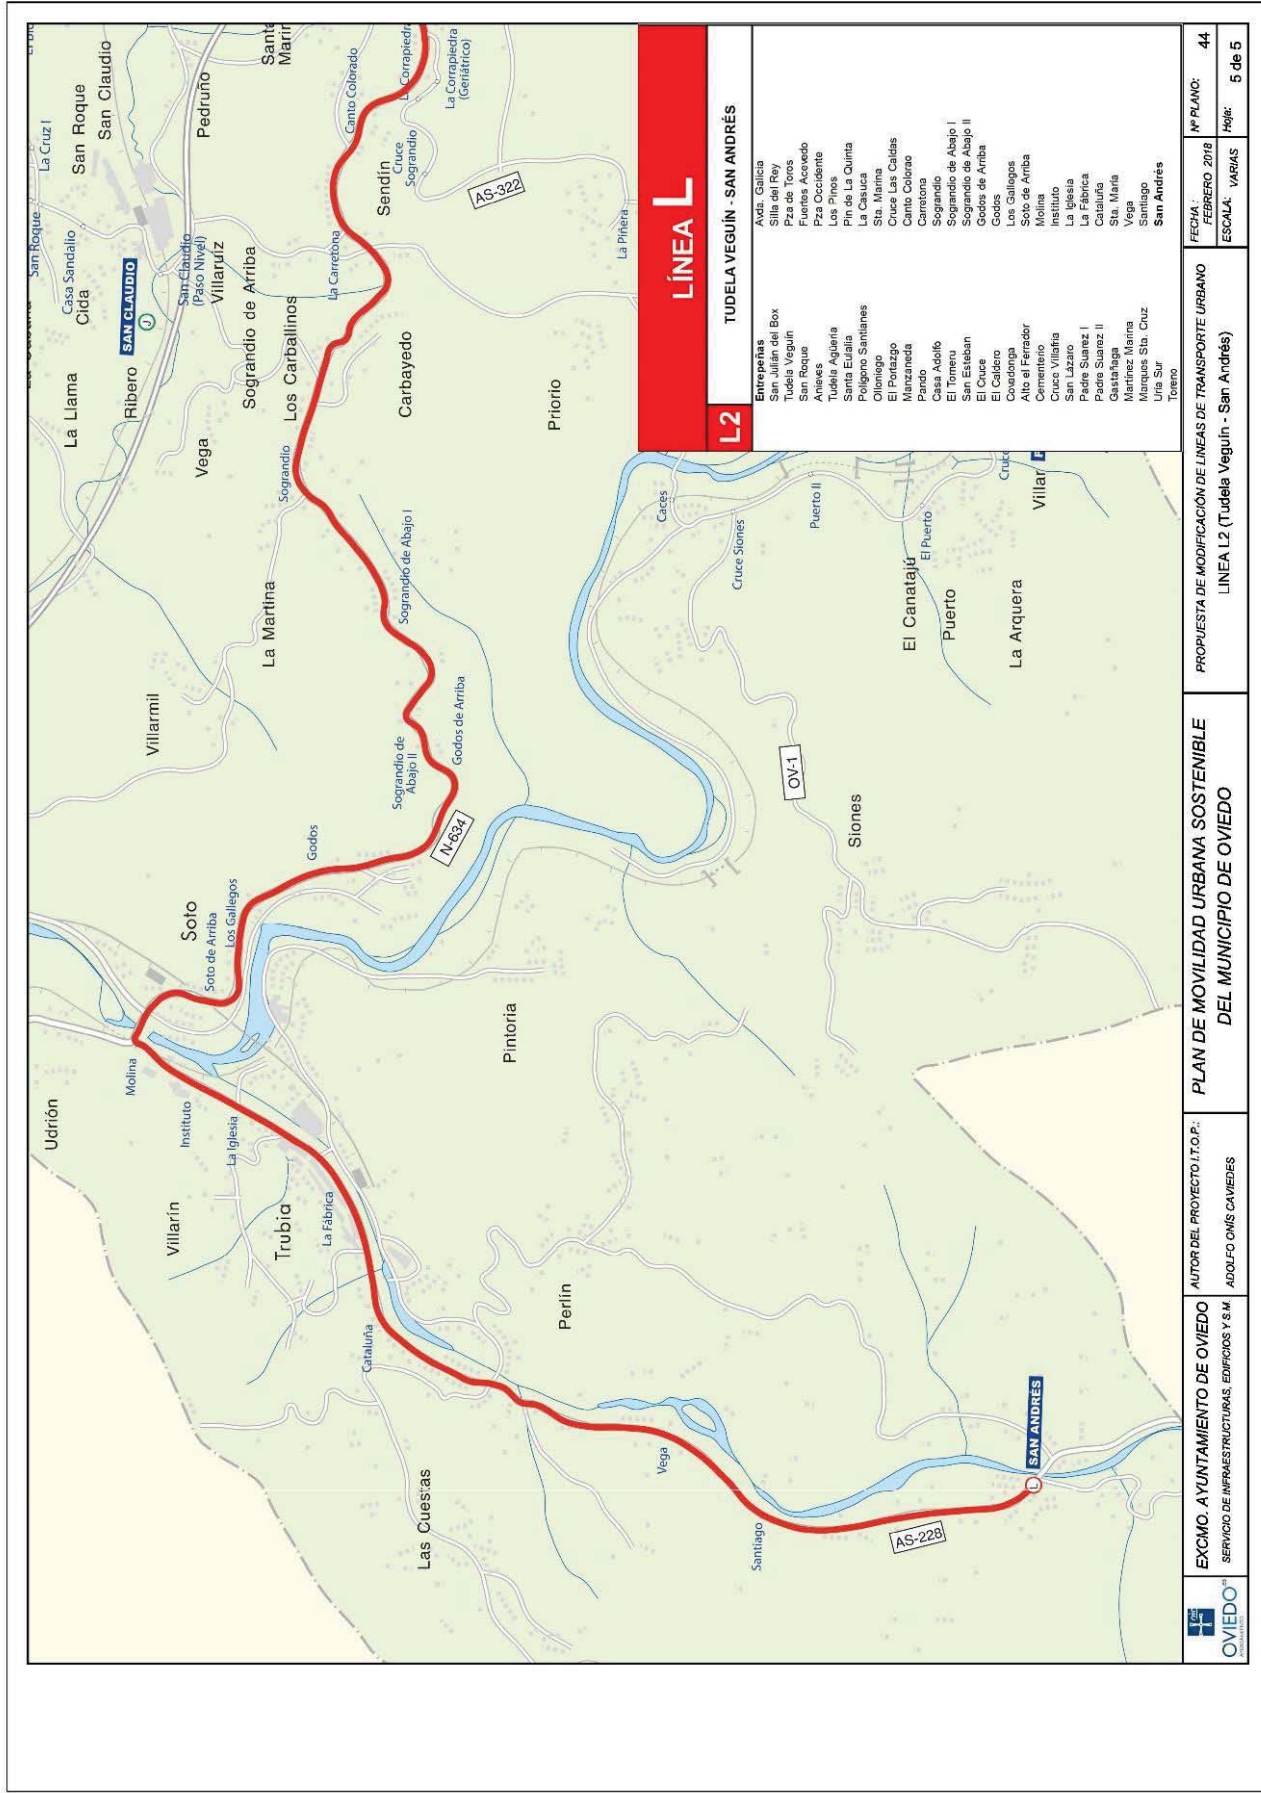 Udrión
Villarín
Trubia
Las Cuestas
Perlín
Pintoria
Soto
Villarmil
La Martina
Vega
La Llama
Ribero
Cida
San Roque
San Claudio
Villaruiz
Sograndio de Arriba
Los Carballinos
Pedruño
Sendín
Carbayedo
Priorio
Siones
El Canatajú
Puerto
La Arquera
Villar
San Roque
La Cruz I
Casa Sandalio
SAN CLAUDIO
J
San Claudio
(Paso Nivel)
Canto Colorado
La Corrapiedra
La Corrapiedra
(Geriátrico)
Cruce
Sograndio
AS-322
La Piñera
La Carretona
Sograndio
Sograndio de Abajo I
Sograndio de
Abajo II
Godos de Arriba
N-634
Godos
Los Gallegos
Soto de Arriba
Molina
Instituto
La Iglesia
La Fábrica
Cataluña
Vega
Santiago
AS-228
L
SAN ANDRÉS
Caces
Cruce Siones
Puerto II
El Puerto
OV-1
LÍNEA L
L2
TUDELA VEGUÍN - SAN ANDRÉS
Entrepeñas
San Julián del Box
Tudela Veguín
San Roque
Anieves
Tudela Agüeria
Santa Eulalia
Polígono Santianes
Olloniego
El Portazgo
Manzaneda
Pando
Casa Adolfo
El Tomeru
San Esteban
El Cruce
El Caldero
Covadonga
Alto el Ferrador
Cementerio
Cruce Villafría
San Lázaro
Padre Suarez I
Padre Suarez II
Gastañaga
Martínez Marina
Marques Sta. Cruz
Uría Sur
Toreno
Avda. Galicia
Silla del Rey
Pza de Toros
Fuertes Acevedo
Pza Occidente
Los Pinos
Pin de La Quinta
La Casuca
Sta. Marina
Cruce Las Caldas
Canto Colorao
Carretona
Sograndio
Sograndio de Abajo I
Sograndio de Abajo II
Godos de Arriba
Godos
Los Gallegos
Soto de Arriba
Molina
Instituto
La Iglesia
La Fábrica
Cataluña
Sta. María
Vega
Santiago
San Andrés
OVIEDO
EXCMO. AYUNTAMIENTO DE OVIEDO
SERVICIO DE INFRAESTRUCTURAS, EDIFICIOS Y S.M.
AUTOR DEL PROYECTO I.T.O.P.:
ADOLFO ONÍS CAVIEDES
PLAN DE MOVILIDAD URBANA SOSTENIBLE
DEL MUNICIPIO DE OVIEDO
PROPUESTA DE MODIFICACIÓN DE LINEAS DE TRANSPORTE URBANO
LINEA L2 (Tudela Veguin - San Andrés)
FECHA:
FEBRERO 2018
ESCALA: VARIAS
Nº PLANO:
44
Hoja: 5 de 5